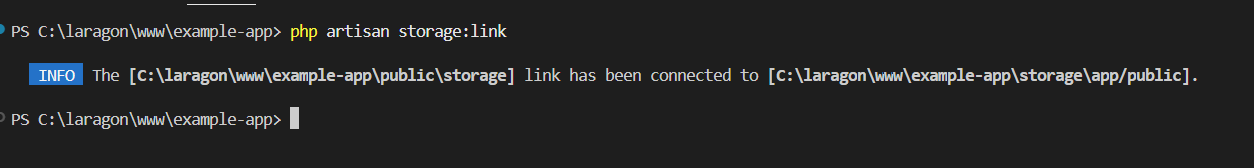 PS C:\laragon\www\example-app> php artisan storage:link
INFO The [C:\laragon\www\example-app\public\storage] link has been connected to [C:\laragon\www\example-app\storage\app/public].
PS C:\laragon\www\example-app>